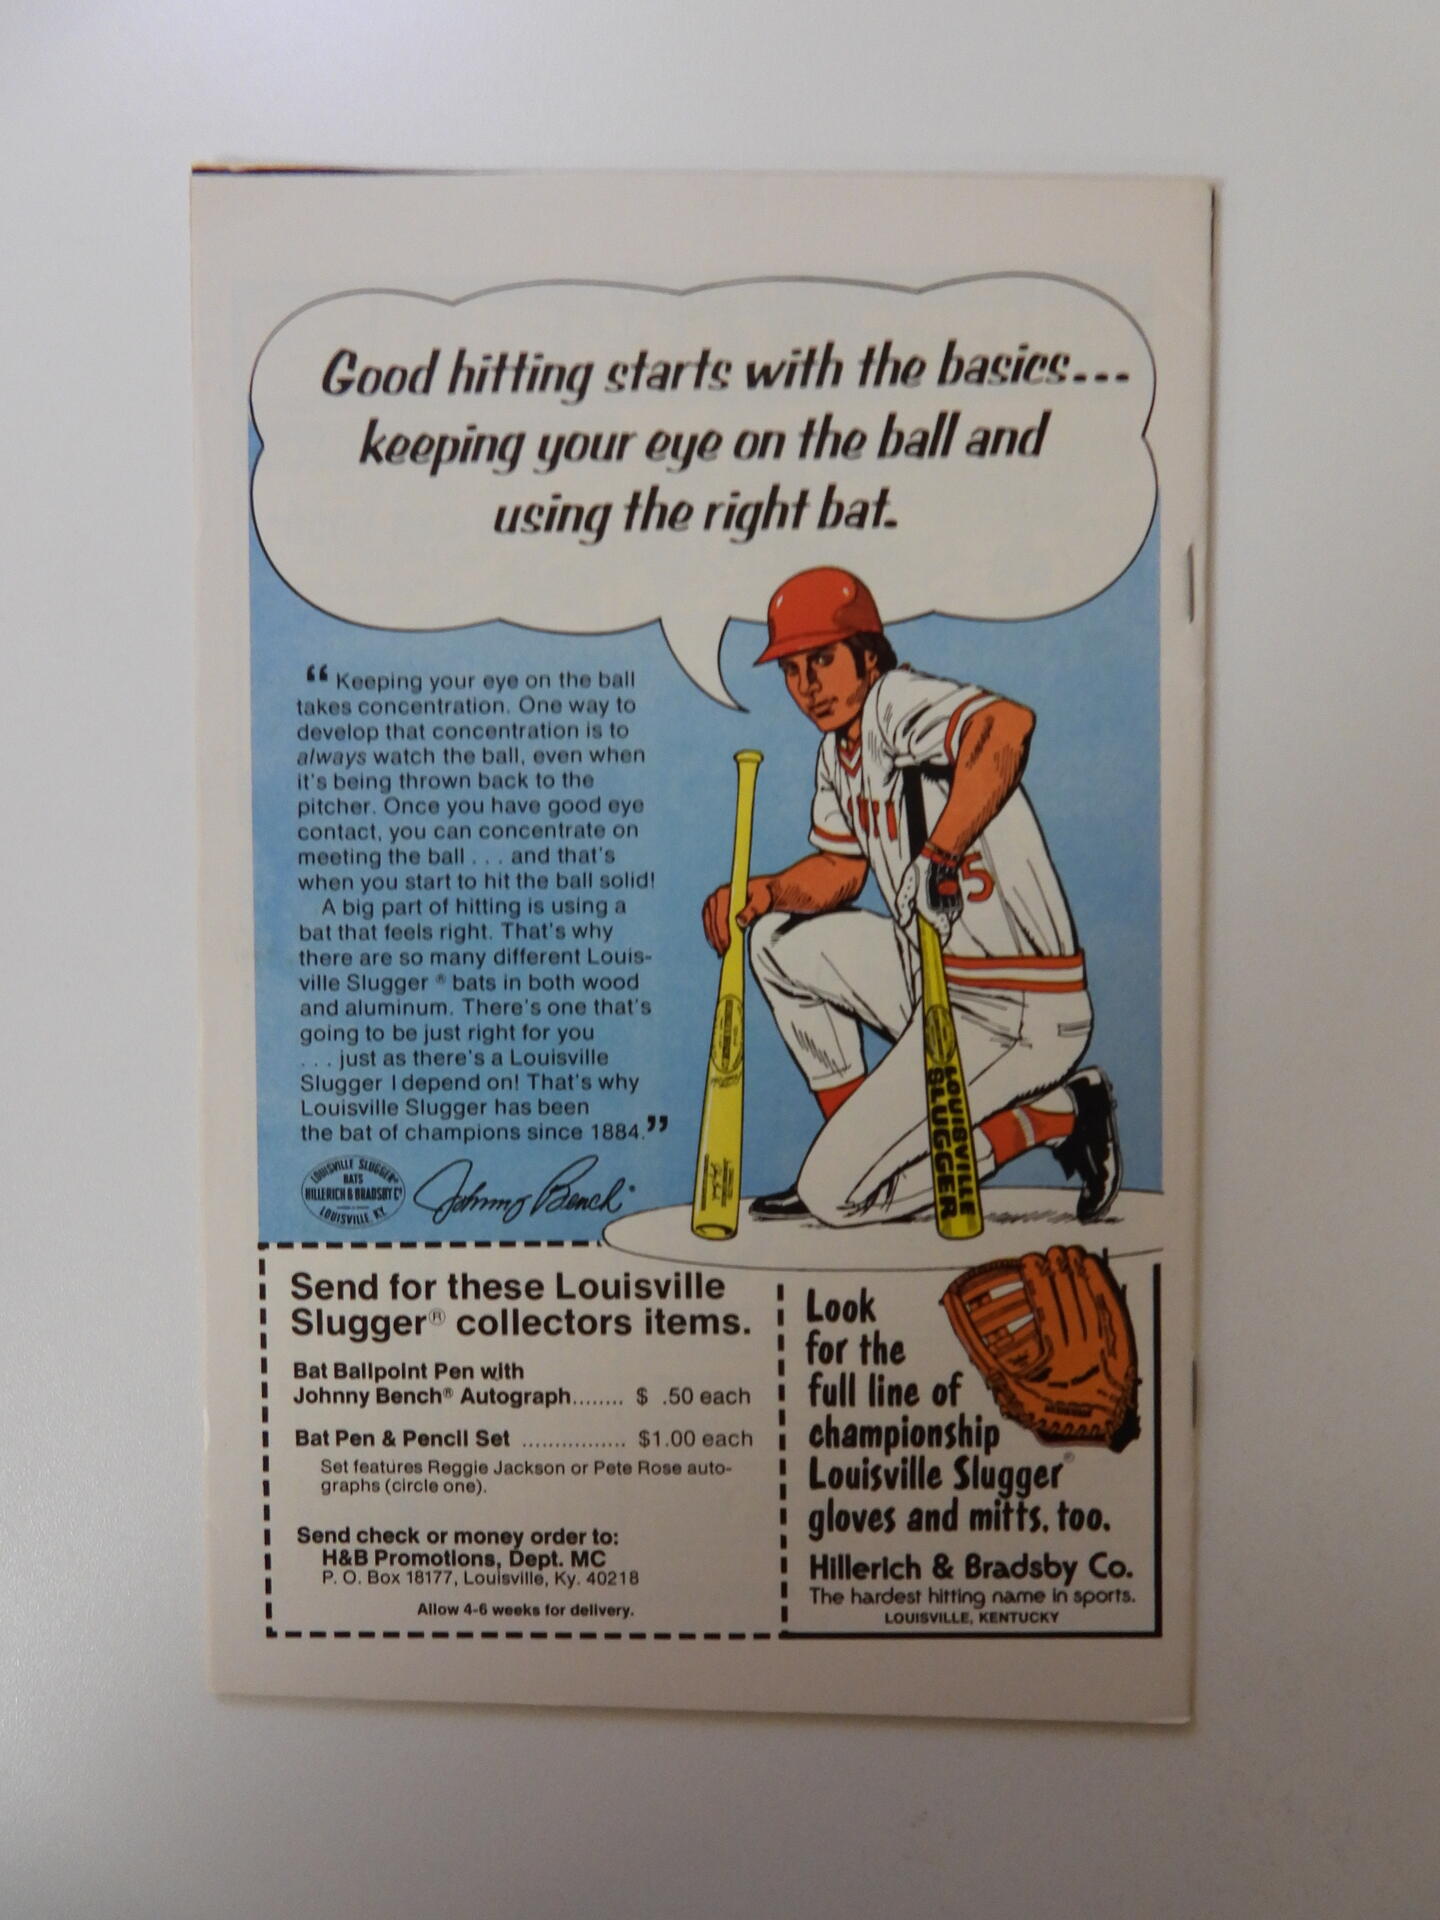 Good hitting starts with the basics...
keeping your eye on the ball and
using the right bat.
“ Keeping your eye on the ball
takes concentration. One way to
develop that concentration is to
always watch the ball, even when
it's being thrown back to the
pitcher. Once you have good eye
contact, you can concentrate on
meeting the ball . . . and that's
when you start to hit the ball solid!
A big part of hitting is using a
bat that feels right. That's why
there are so many different Louis-
ville Slugger ® bats in both wood
and aluminum. There's one that's
going to be just right for you
. . . just as there's a Louisville
Slugger I depend on! That's why
Louisville Slugger has been
the bat of champions since 1884.”
LOUISVILLE SLUGGER®
BATS
HILLERICH & BRADSBY Cº
LOUISVILLE, KY.
Johnny Bench
5
LOUISVILLE
SLUGGER
Send for these Louisville
Slugger® collectors items.
Bat Ballpoint Pen with
Johnny Bench® Autograph........ $ .50 each
Bat Pen & Pencil Set ................ $1.00 each
Set features Reggie Jackson or Pete Rose auto-
graphs (circle one).
Send check or money order to:
H&B Promotions, Dept. MC
P. O. Box 18177, Louisville, Ky. 40218
Allow 4-6 weeks for delivery.
Look
for the
full line of
championship
Louisville Slugger®
gloves and mitts, too.
Hillerich & Bradsby Co.
The hardest hitting name in sports.
LOUISVILLE, KENTUCKY